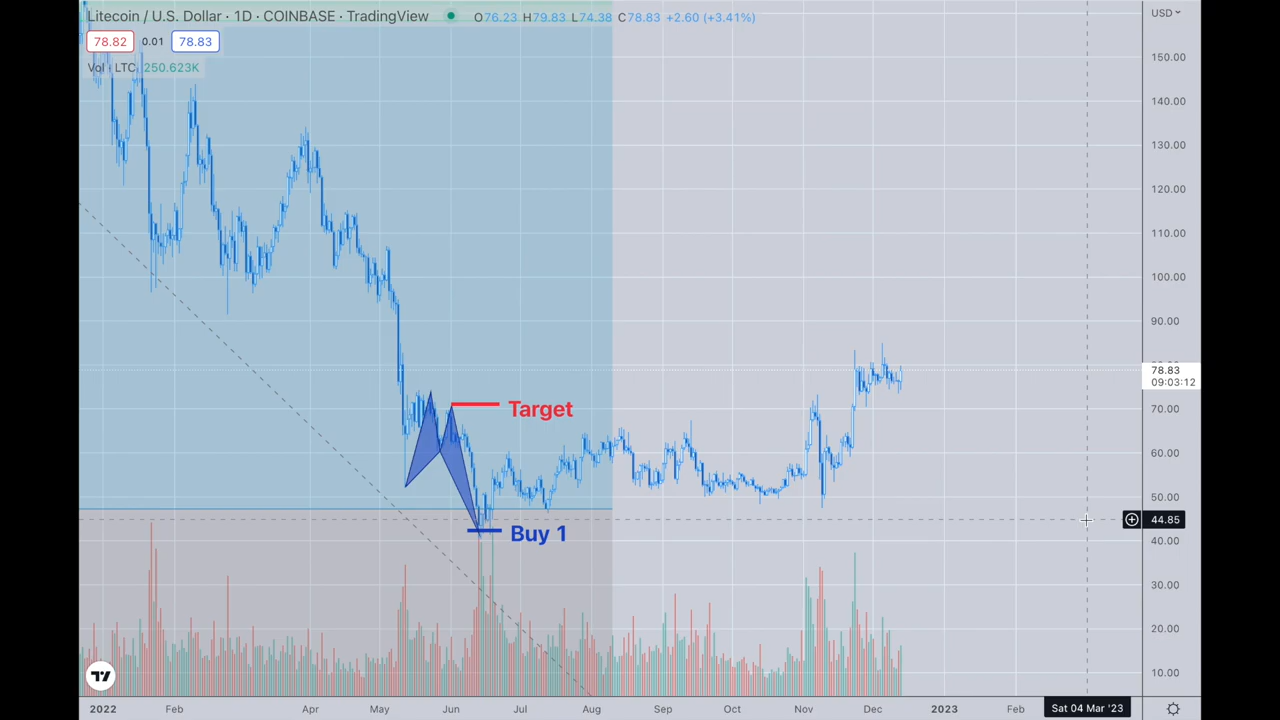 Litecoin / U.S. Dollar · 1D · COINBASE · TradingView O76.23 H79.83 L74.38 C78.83 +2.60 (+3.41%)
USD
78.82 0.01 78.83
Vol · LTC 250.623K
150.00
140.00
130.00
120.00
110.00
100.00
90.00
78.83
09:03:12
70.00
Target
60.00
50.00
44.85
Buy 1
40.00
30.00
20.00
10.00
2022 Feb Apr May Jun Jul Aug Sep Oct Nov Dec 2023 Feb Sat 04 Mar '23